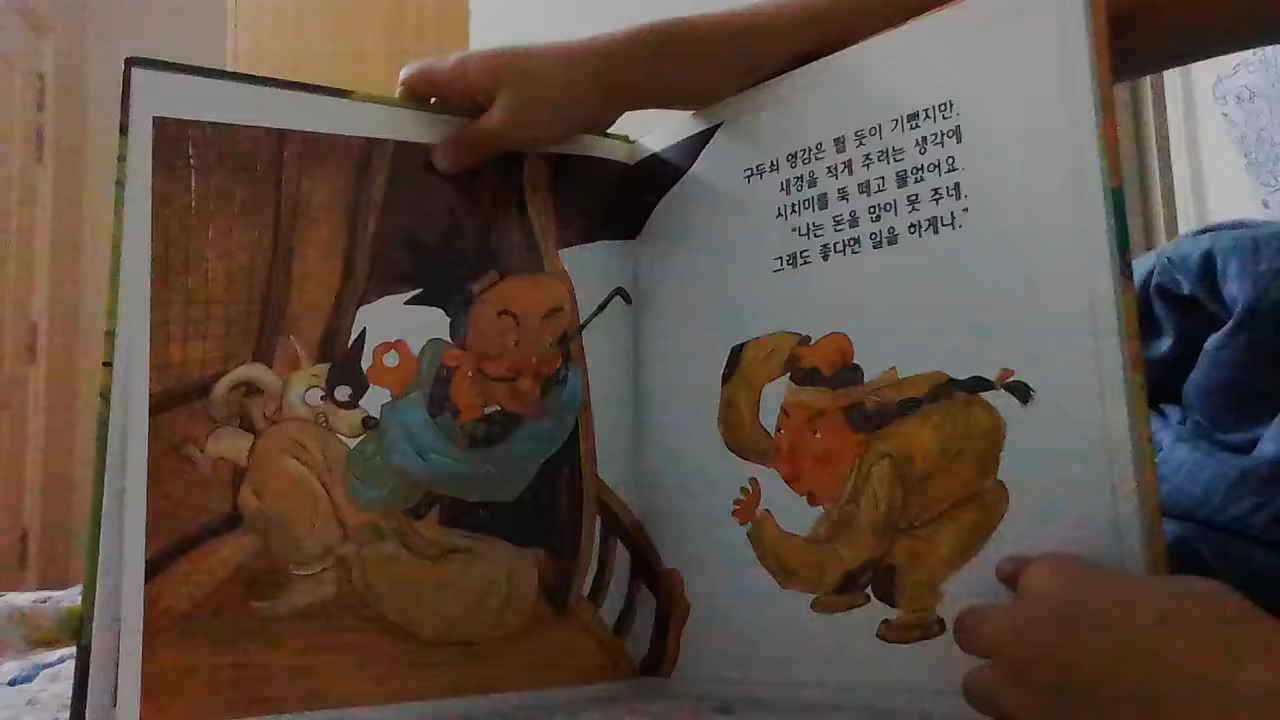 구두쇠 영감은 뛸 듯이 기뻤지만,
새경을 적게 주려는 생각에
시치미를 뚝 떼고 물었어요.
"나는 돈을 많이 못 주네.
그래도 좋다면 일을 하게나."